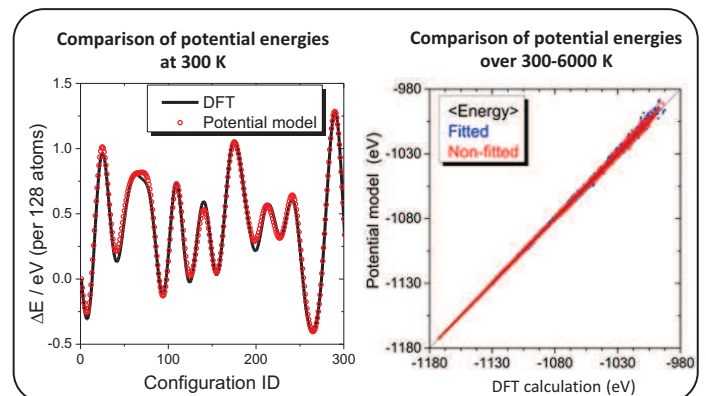 Comparison of potential energies
at 300 K
1.5
1.0
0.5
0.0
-0.5
ΔE / eV (per 128 atoms)
DFT
Potential model
0
100
200
300
Configuration ID
Comparison of potential energies
over 300-6000 K
-980
-1030
-1080
-1130
-1180
Potential model (eV)
<Energy>
Fitted
Non-fitted
-1180
-1130
-1080
-1030
-980
DFT calculation (eV)